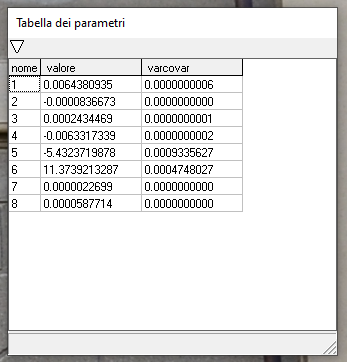 Tabella dei parametri
nome valore varcovar
1 0.0064380935 0.0000000006
2 -0.0000836673 0.0000000000
3 0.0002434469 0.0000000001
4 -0.0063317339 0.0000000002
5 -5.4323719878 0.0009335627
6 11.3739213287 0.0004748027
7 0.0000022699 0.0000000000
8 0.0000587714 0.0000000000